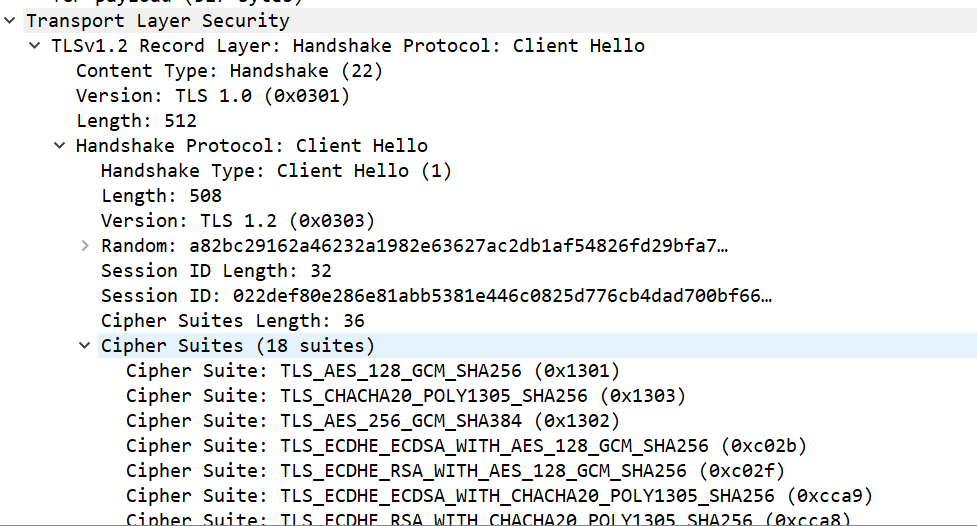 TCP payload (517 bytes)
Transport Layer Security
TLSv1.2 Record Layer: Handshake Protocol: Client Hello
Content Type: Handshake (22)
Version: TLS 1.0 (0x0301)
Length: 512
Handshake Protocol: Client Hello
Handshake Type: Client Hello (1)
Length: 508
Version: TLS 1.2 (0x0303)
Random: a82bc29162a46232a1982e63627ac2db1af54826fd29bfa7…
Session ID Length: 32
Session ID: 022def80e286e81abb5381e446c0825d776cb4dad700bf66…
Cipher Suites Length: 36
Cipher Suites (18 suites)
Cipher Suite: TLS_AES_128_GCM_SHA256 (0x1301)
Cipher Suite: TLS_CHACHA20_POLY1305_SHA256 (0x1303)
Cipher Suite: TLS_AES_256_GCM_SHA384 (0x1302)
Cipher Suite: TLS_ECDHE_ECDSA_WITH_AES_128_GCM_SHA256 (0xc02b)
Cipher Suite: TLS_ECDHE_RSA_WITH_AES_128_GCM_SHA256 (0xc02f)
Cipher Suite: TLS_ECDHE_ECDSA_WITH_CHACHA20_POLY1305_SHA256 (0xcca9)
Cipher Suite: TLS_ECDHE_RSA_WITH_CHACHA20_POLY1305_SHA256 (0xcca8)